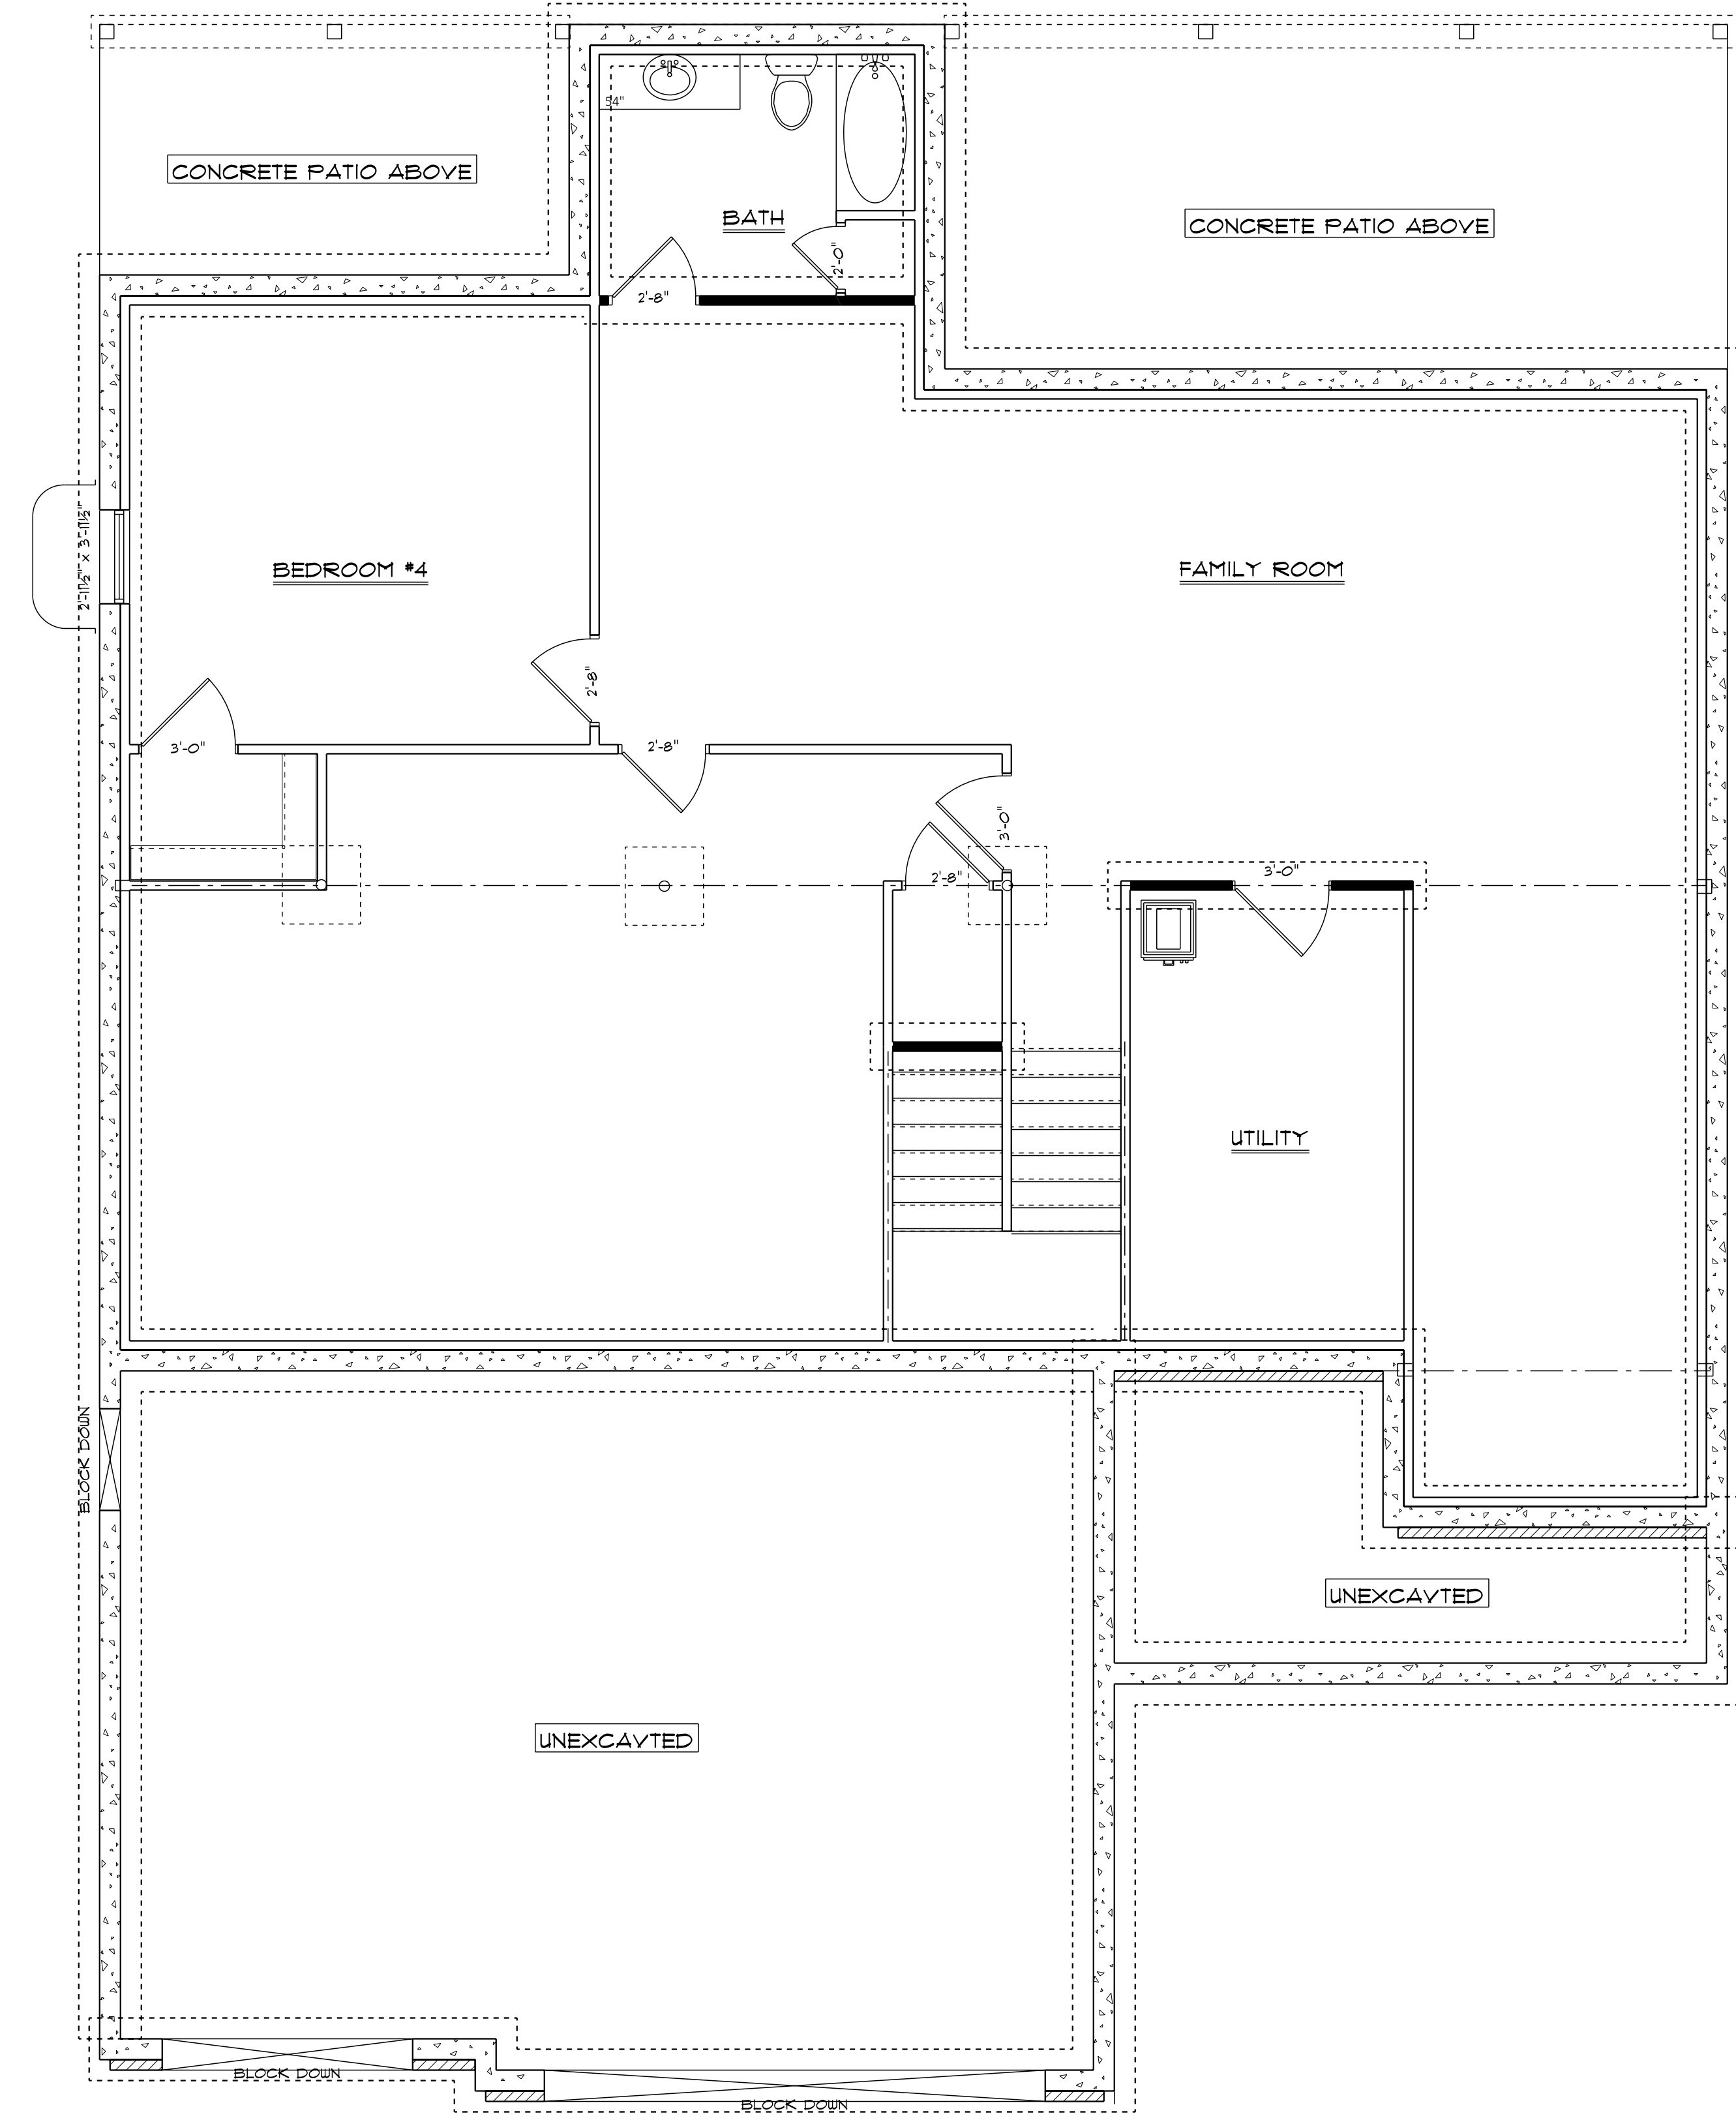 54"
CONCRETE PATIO ABOVE
BATH
CONCRETE PATIO ABOVE
2'-0"
2'-8"
2'-11½" x 3'-11½"
BEDROOM #4
FAMILY ROOM
2'-8"
3'-0"
2'-8"
3'-0"
2'-8"
3'-0"
UTILITY
BLOCK DOWN
UNEXCAVTED
UNEXCAVTED
BLOCK DOWN
BLOCK DOWN